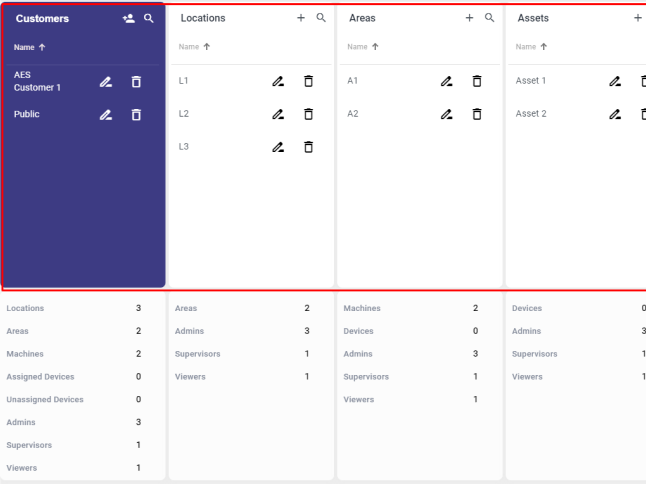 Customers
Name
AES
Customer 1
Public
Locations
Name
L1
L2
L3
Areas
Name
A1
A2
Assets
Name
Asset 1
Asset 2
Locations 3
Areas 2
Machines 2
Assigned Devices 0
Unassigned Devices 0
Admins 3
Supervisors 1
Viewers 1
Areas 2
Admins 3
Supervisors 1
Viewers 1
Machines 2
Devices 0
Admins 3
Supervisors 1
Viewers 1
Devices 0
Admins 3
Supervisors 1
Viewers 1